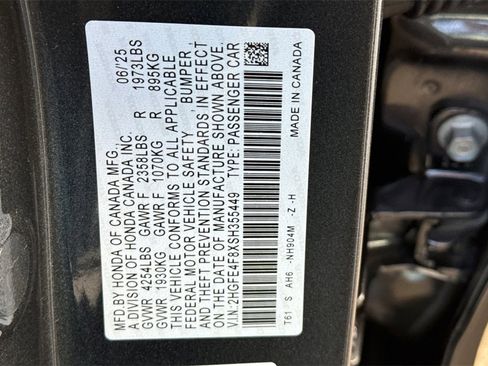 MFD. BY HONDA OF CANADA MFG.
A DIVISION OF HONDA CANADA INC. 06/'25
GVWR 4254LBS GAWR F 2358LBS R 1973LBS
GVWR 1930KG GAWR F 1070KG R 895KG
THIS VEHICLE CONFORMS TO ALL APPLICABLE
FEDERAL MOTOR VEHICLE SAFETY , BUMPER ,
AND THEFT PREVENTION STANDARDS IN EFFECT
ON THE DATE OF MANUFACTURE SHOWN ABOVE.
V.I.N: 2HGFE4F8XSH355449 TYPE: PASSENGER CAR
T61 S AH6 -NH904M -Z -H
MADE IN CANADA